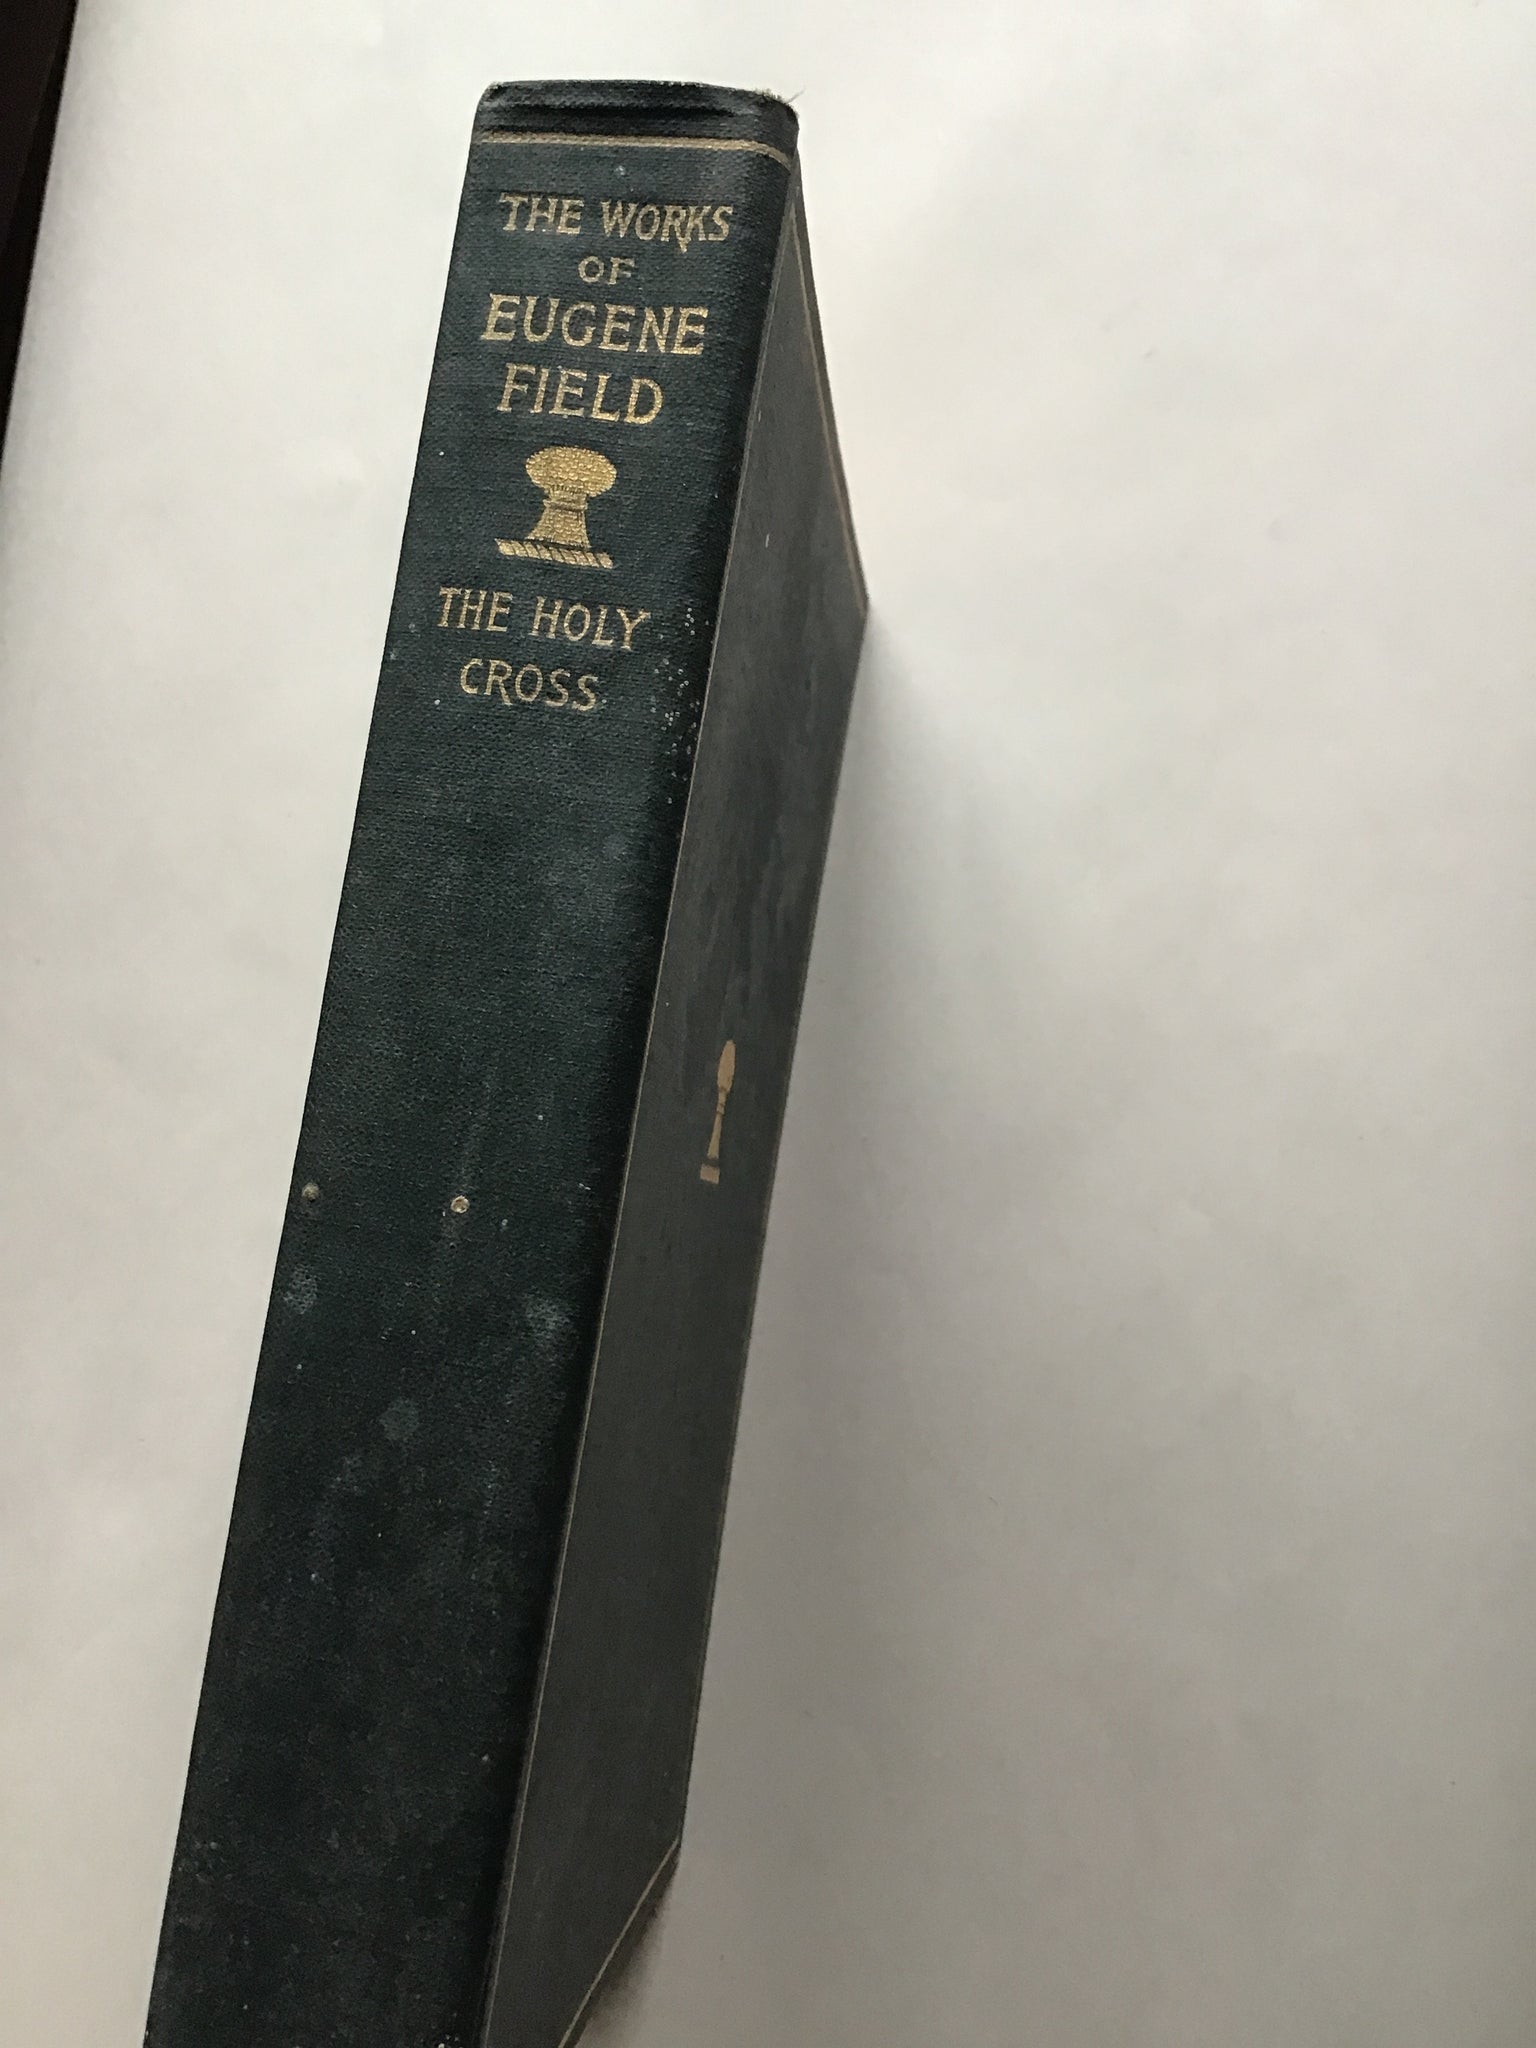 THE WORKS
OF
EUGENE
FIELD
THE HOLY
CROSS